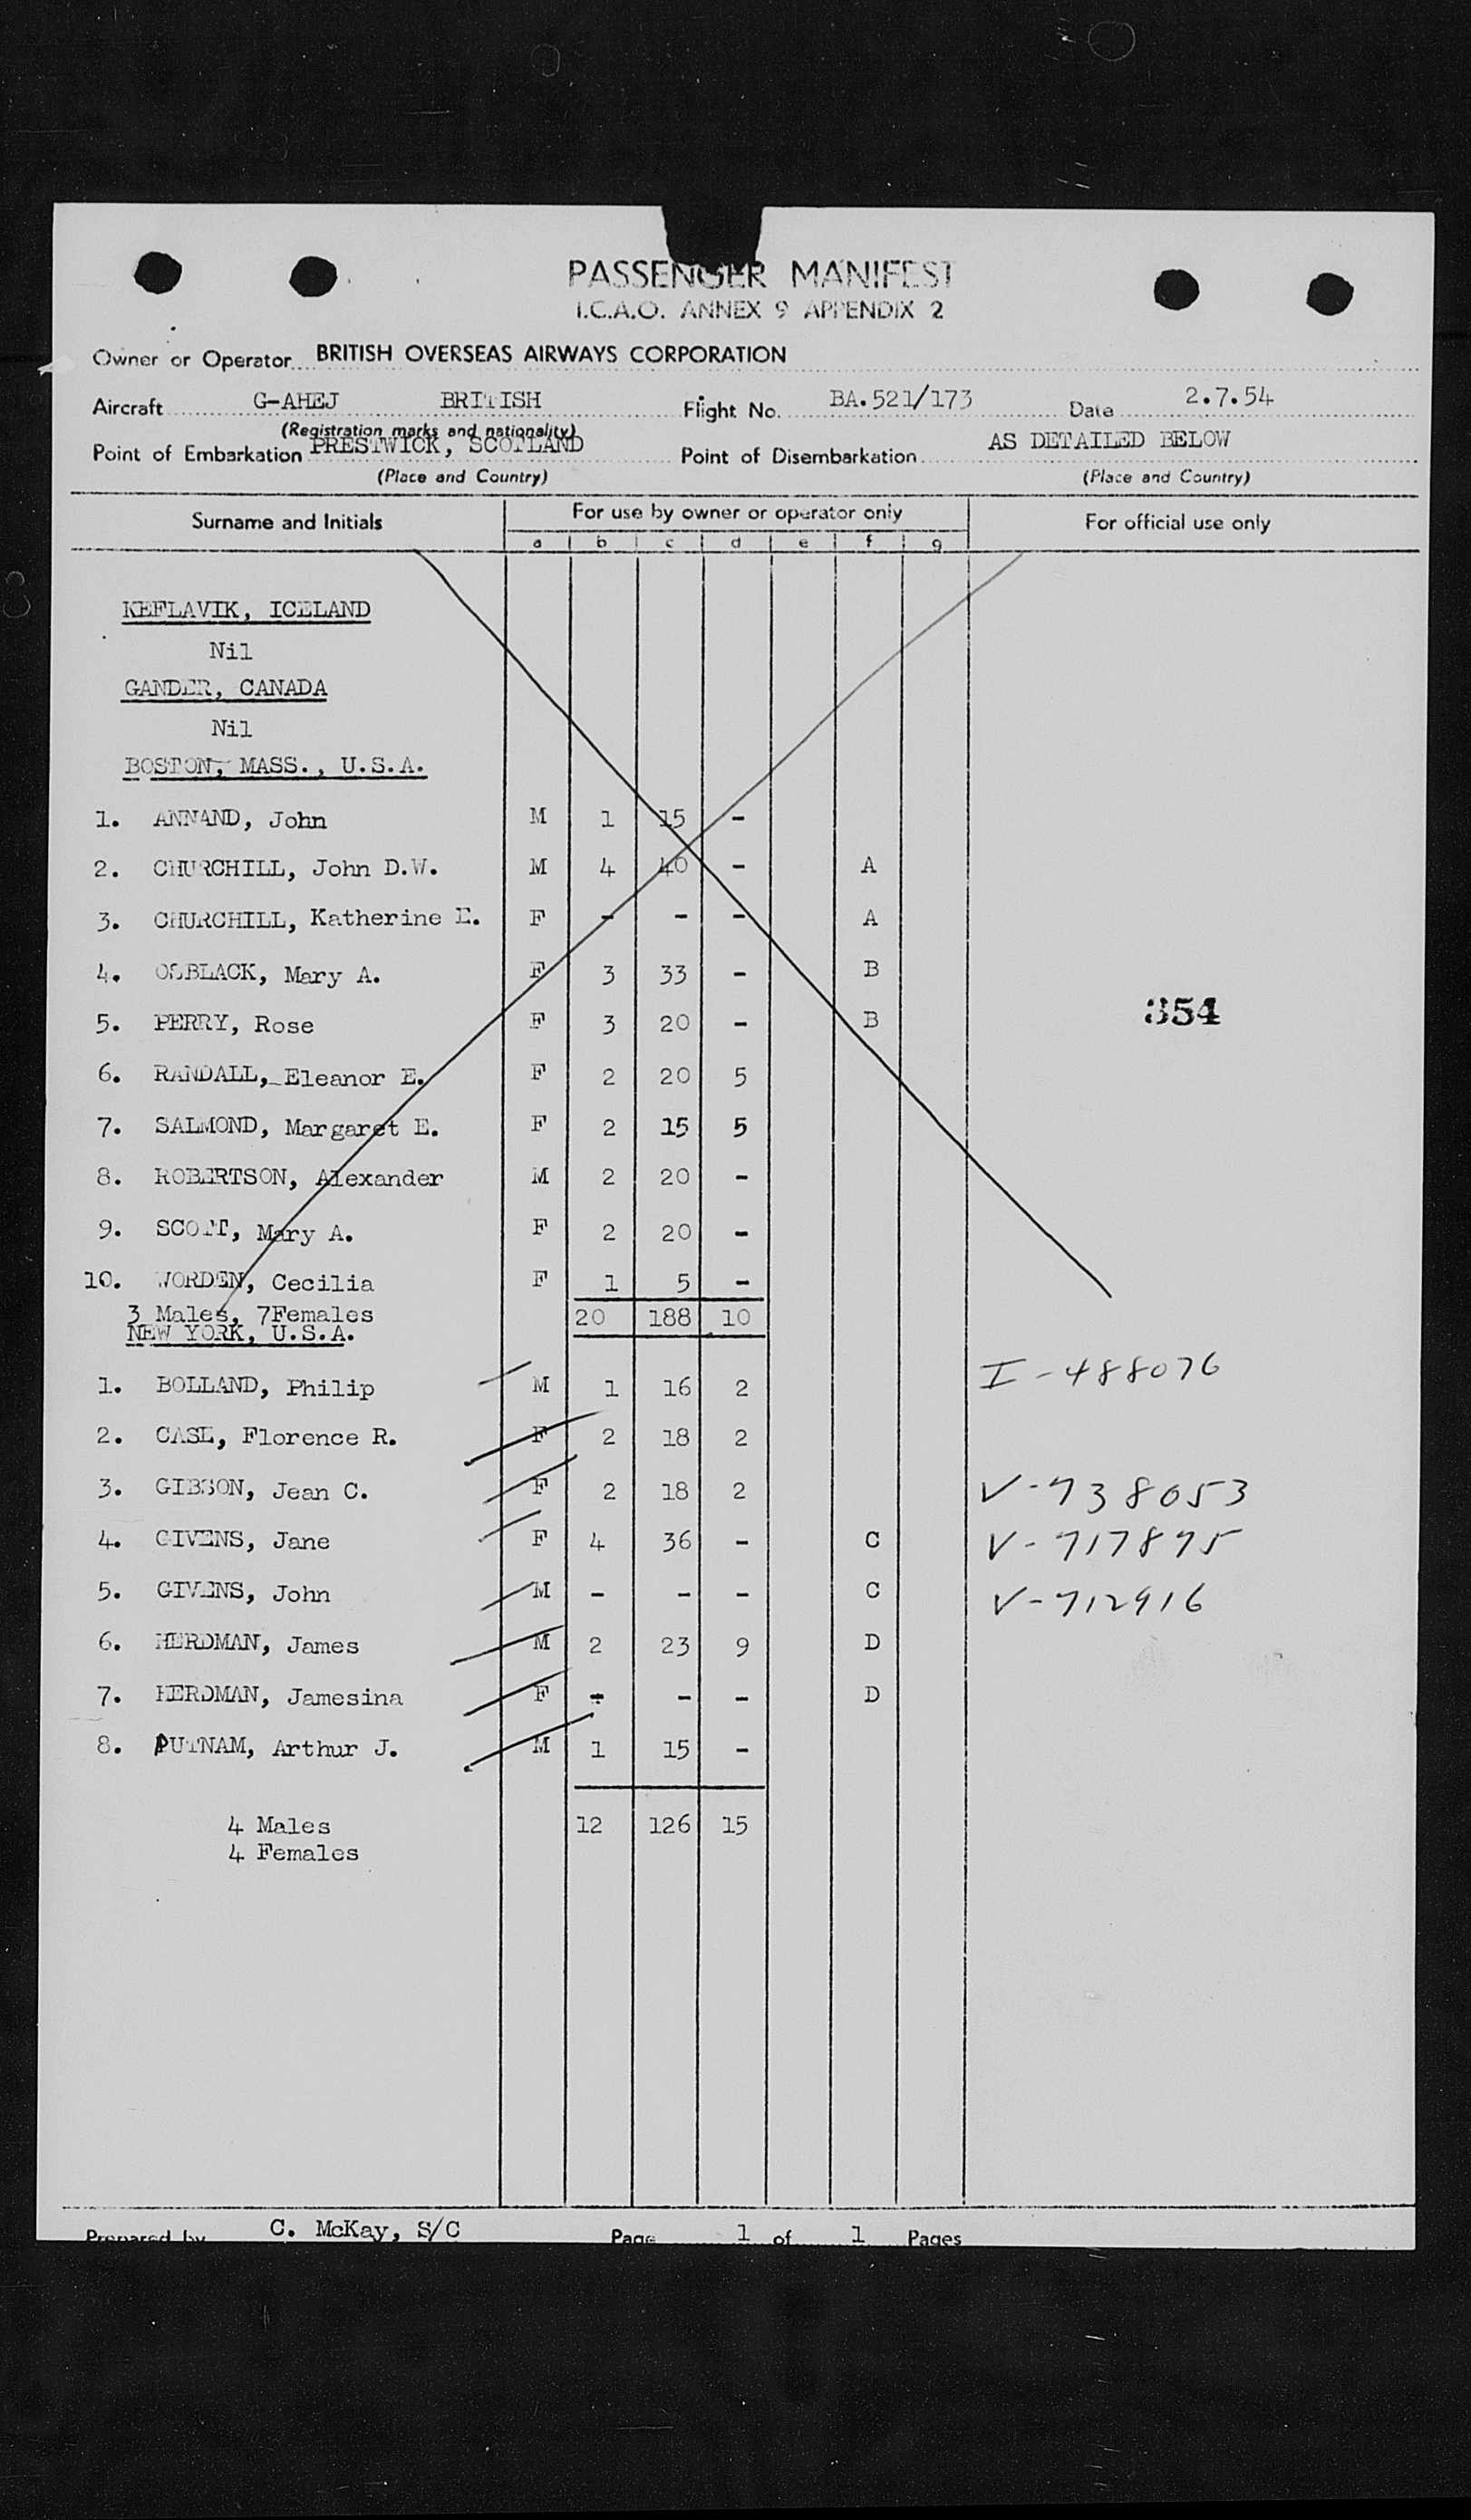 PASSENGER MANIFEST
I.C.A.O. ANNEX 9 APPENDIX 2
Owner or Operator BRITISH OVERSEAS AIRWAYS CORPORATION
Aircraft G-AHEJ BRITISH Flight No. BA.521/173 Date 2.7.54
(Registration marks and nationality)
Point of Embarkation PRESTWICK, SCOTLAND Point of Disembarkation AS DETAILED BELOW
(Place and Country) (Place and Country)
Surname and Initials For use by owner or operator only For official use only
a b c d e f g
KEFLAVIK, ICELAND
Nil
GANDER, CANADA
Nil
BOSTON, MASS., U.S.A.
1. ANNAND, John M 1 15 -
2. CHURCHILL, John D.W. M 4 40 - A
3. CHURCHILL, Katherine E. F - - - A
4. OSBLACK, Mary A. F 3 33 - B
5. PERRY, Rose F 3 20 - B
354
6. RANDALL, Eleanor E. F 2 20 5
7. SALMOND, Margaret E. F 2 15 5
8. ROBERTSON, Alexander M 2 20 -
9. SCOTT, Mary A. F 2 20 -
10. WORDEN, Cecilia F 1 5 -
3 Males, 7Females 20 188 10
NEW YORK, U.S.A.
1. BOLLAND, Philip M 1 16 2 I-488076
2. CASE, Florence R. F 2 18 2
3. GIBSON, Jean C. F 2 18 2 V-738053
4. GIVENS, Jane F 4 36 - C V-717875
5. GIVENS, John M - - - C V-712916
6. HERDMAN, James M 2 23 9 D
7. HERDMAN, Jamesina F - - - D
8. PUTNAM, Arthur J. M 1 15 -
4 Males 12 126 15
4 Females
Prepared by C. McKay, S/C Page 1 of 1 Pages